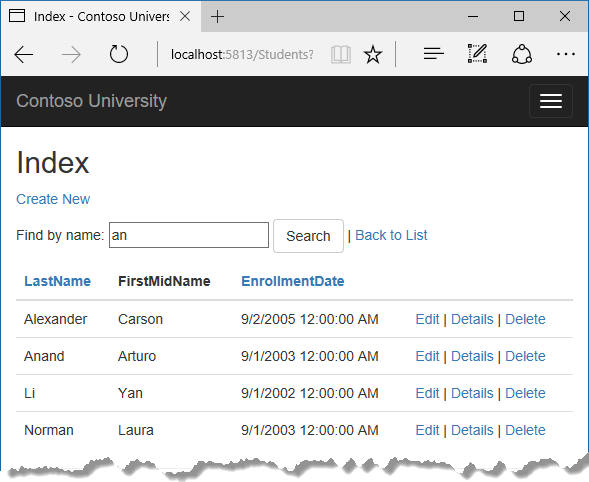 Index - Contoso Univers
localhost:5813/Students?
Contoso University
Index
Create New
Find by name: an Search | Back to List
LastName FirstMidName EnrollmentDate
Alexander Carson 9/2/2005 12:00:00 AM Edit | Details | Delete
Anand Arturo 9/1/2003 12:00:00 AM Edit | Details | Delete
Li Yan 9/1/2002 12:00:00 AM Edit | Details | Delete
Norman Laura 9/1/2003 12:00:00 AM Edit | Details | Delete